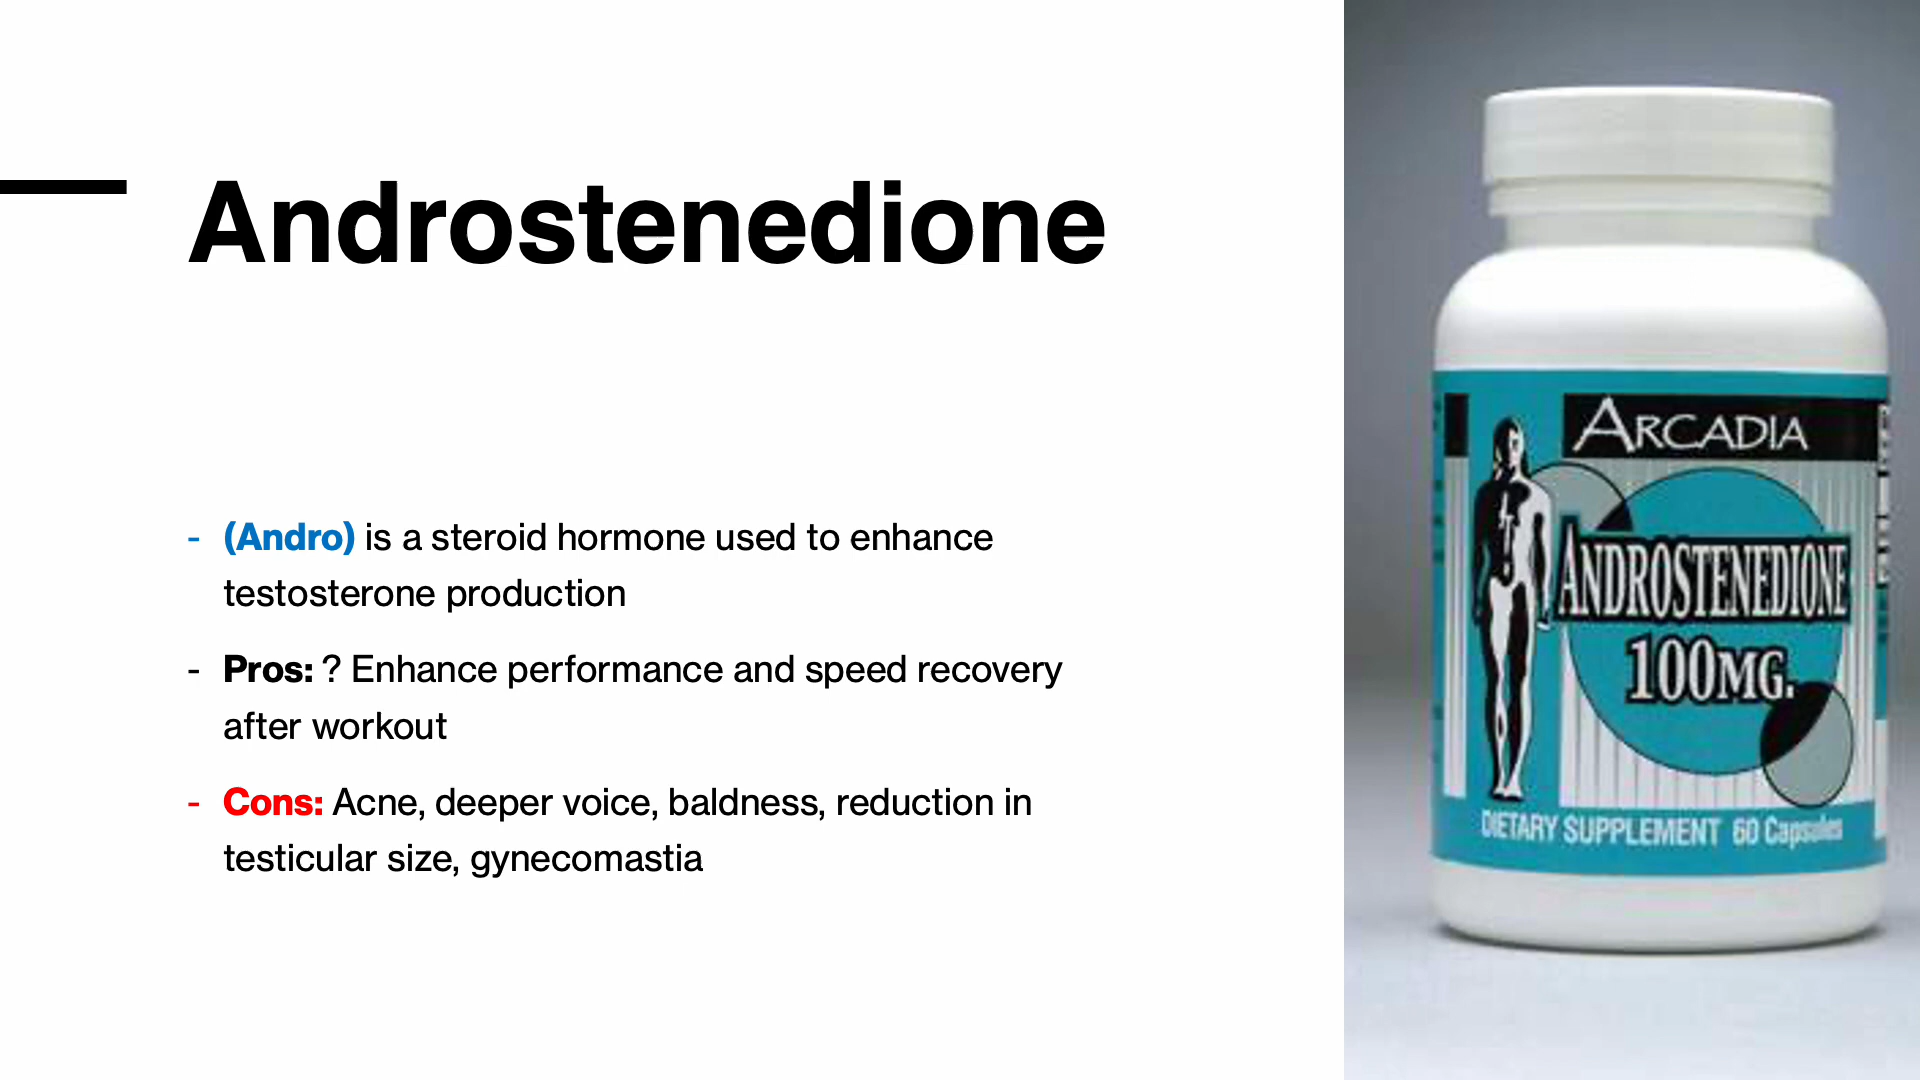 Androstenedione
- (Andro) is a steroid hormone used to enhance
testosterone production
- Pros: ? Enhance performance and speed recovery
after workout
- Cons: Acne, deeper voice, baldness, reduction in
testicular size, gynecomastia
ARCADIA
ANDROSTENEDIONE
100MG.
DIETARY SUPPLEMENT 60 Capsules